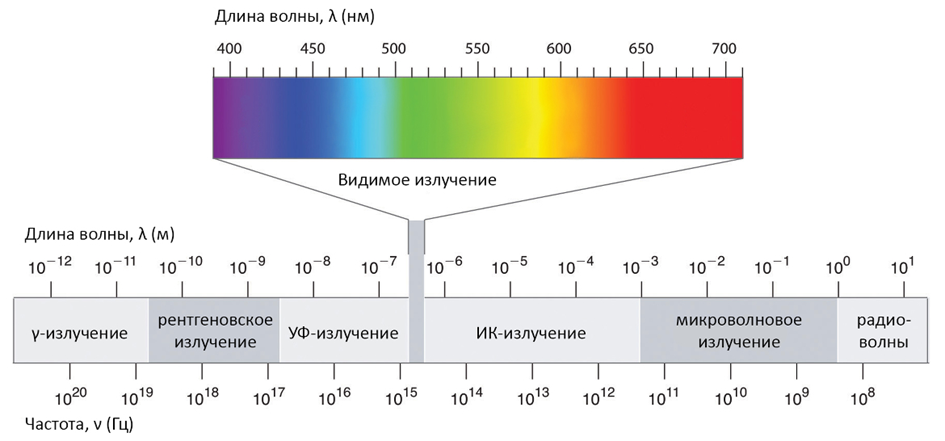 Длина волны, λ (нм)
400 450 500 550 600 650 700
Видимое излучение
Длина волны, λ (м)
10⁻¹² 10⁻¹¹ 10⁻¹⁰ 10⁻⁹ 10⁻⁸ 10⁻⁷ 10⁻⁶ 10⁻⁵ 10⁻⁴ 10⁻³ 10⁻² 10⁻¹ 10⁰ 10¹
γ-излучение
рентгеновское
излучение
УФ-излучение
ИК-излучение
микроволновое
излучение
радио-
волны
10²⁰ 10¹⁹ 10¹⁸ 10¹⁷ 10¹⁶ 10¹⁵ 10¹⁴ 10¹³ 10¹² 10¹¹ 10¹⁰ 10⁹ 10⁸
Частота, ν (Гц)